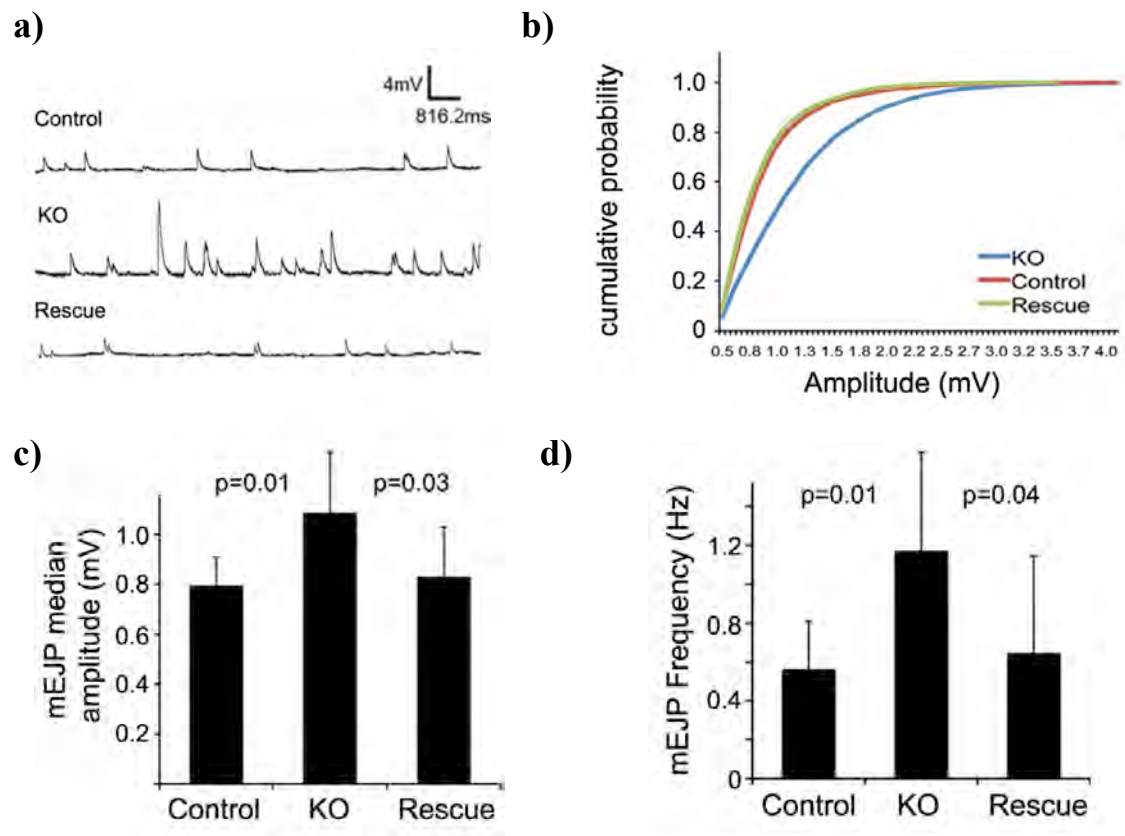 a)
4mV
816.2ms
Control
KO
Rescue
b)
cumulative probability
1.0
0.8
0.6
0.4
0.2
0
KO
Control
Rescue
0.5 0.8 1.0 1.3 1.5 1.8 2.0 2.2 2.5 2.7 3.0 3.2 3.5 3.7 4.0
Amplitude (mV)
c)
mEJP median
amplitude (mV)
p=0.01 p=0.03
1.0
0.8
0.6
0.4
0.2
Control KO Rescue
d)
mEJP Frequency (Hz)
p=0.01 p=0.04
1.2
0.8
0.4
0
Control KO Rescue